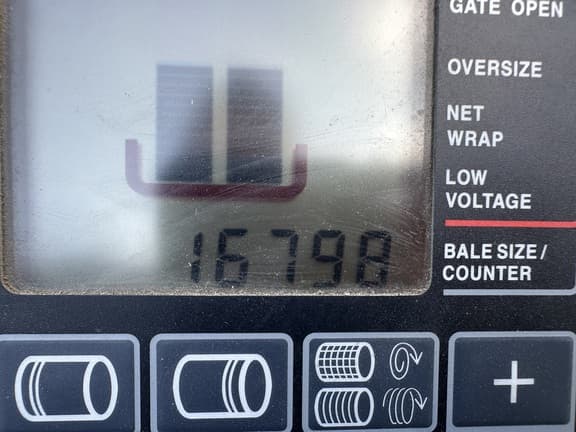 GATE OPEN
OVERSIZE
NET
WRAP
LOW
VOLTAGE
BALE SIZE /
COUNTER
16798
+